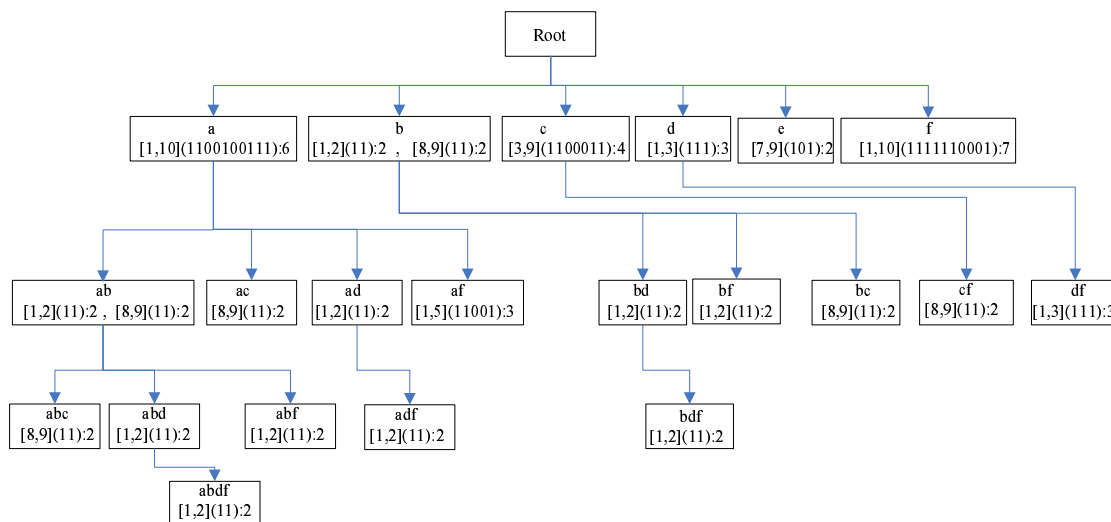 Root
a
[1,10](1100100111):6
b
[1,2](11):2 , [8,9](11):2
c
[3,9](1100011):4
d
[1,3](111):3
e
[7,9](101):2
f
[1,10](1111110001):7
ab
[1,2](11):2 , [8,9](11):2
ac
[8,9](11):2
ad
[1,2](11):2
af
[1,5](11001):3
bd
[1,2](11):2
bf
[1,2](11):2
bc
[8,9](11):2
cf
[8,9](11):2
df
[1,3](111):3
abc
[8,9](11):2
abd
[1,2](11):2
abf
[1,2](11):2
adf
[1,2](11):2
bdf
[1,2](11):2
abdf
[1,2](11):2